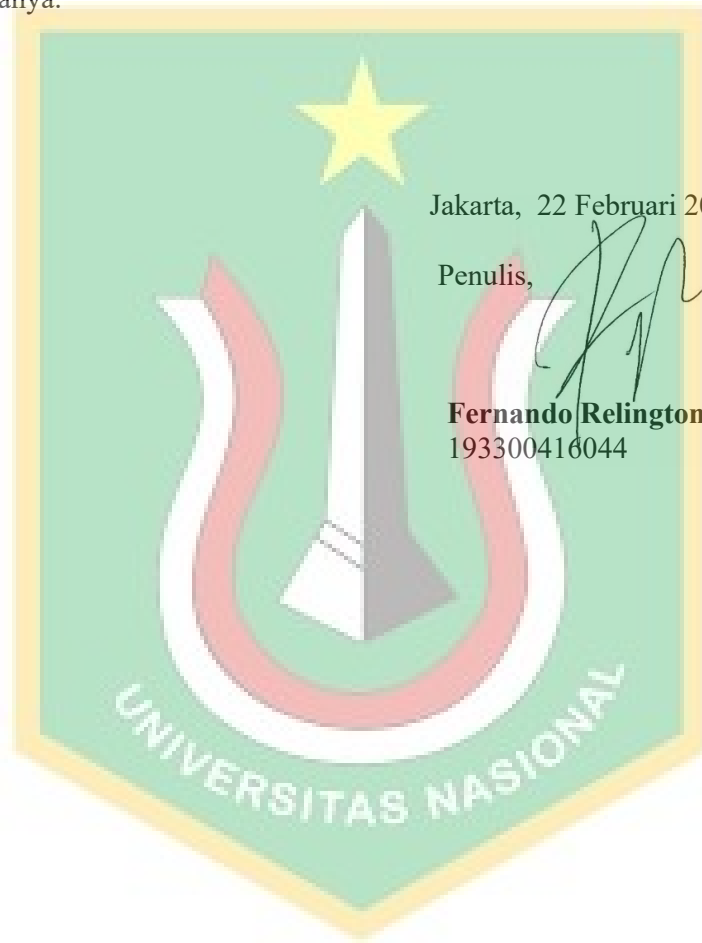 Jakarta, 22 Februari
Penulis,
Fernando Relington
193300416044
UNIVERSITAS NASIONAL